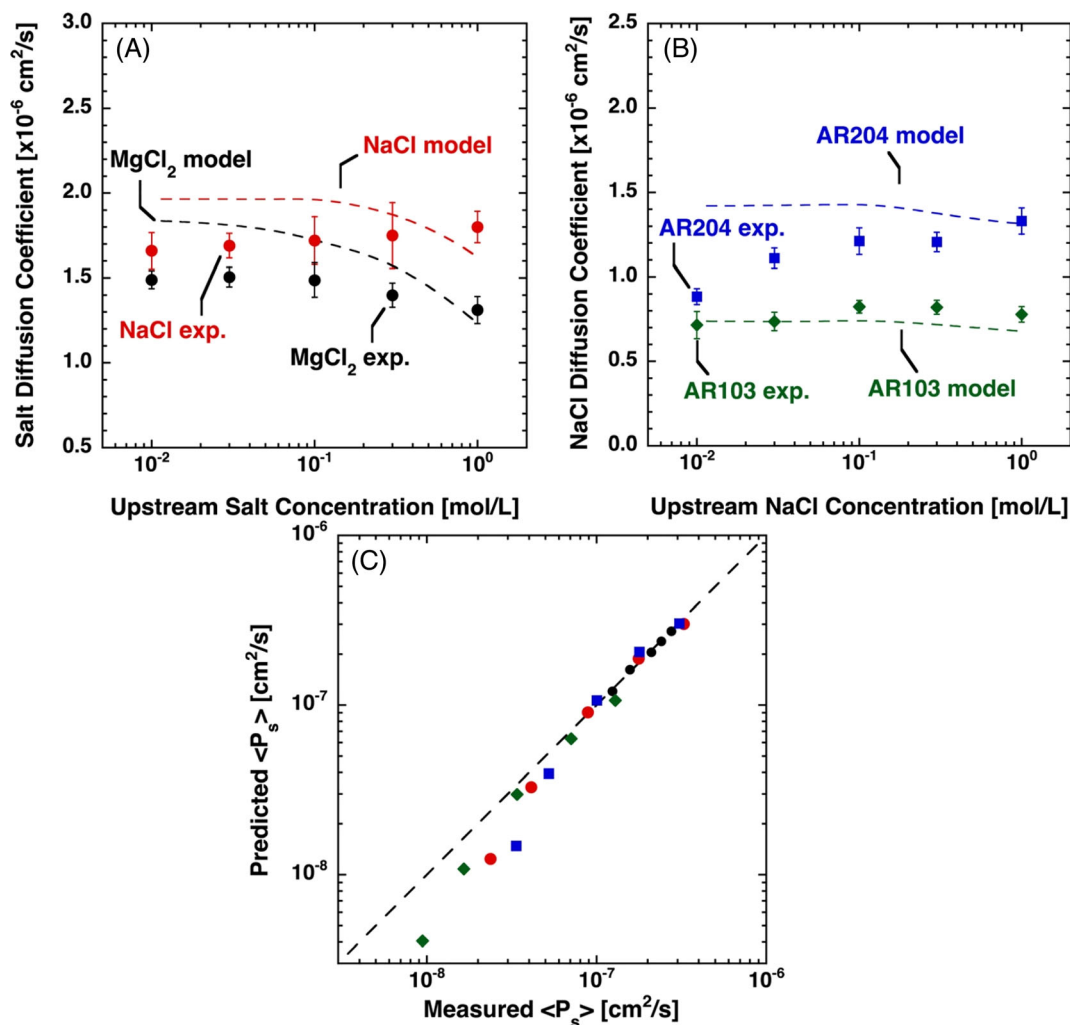 (A)
Salt Diffusion Coefficient [x10⁻⁶ cm²/s]
3.0
2.5
2.0
1.5
1.0
0.5
MgCl₂ model
NaCl model
NaCl exp.
MgCl₂ exp.
10⁻²
10⁻¹
10⁰
Upstream Salt Concentration [mol/L]
(B)
NaCl Diffusion Coefficient [x10⁻⁶ cm²/s]
2.5
2.0
1.5
1.0
0.5
0.0
AR204 model
AR204 exp.
AR103 exp.
AR103 model
10⁻²
10⁻¹
10⁰
Upstream NaCl Concentration [mol/L]
(C)
Predicted <Pₛ> [cm²/s]
10⁻⁶
10⁻⁷
10⁻⁸
10⁻⁸
10⁻⁷
10⁻⁶
Measured <Pₛ> [cm²/s]